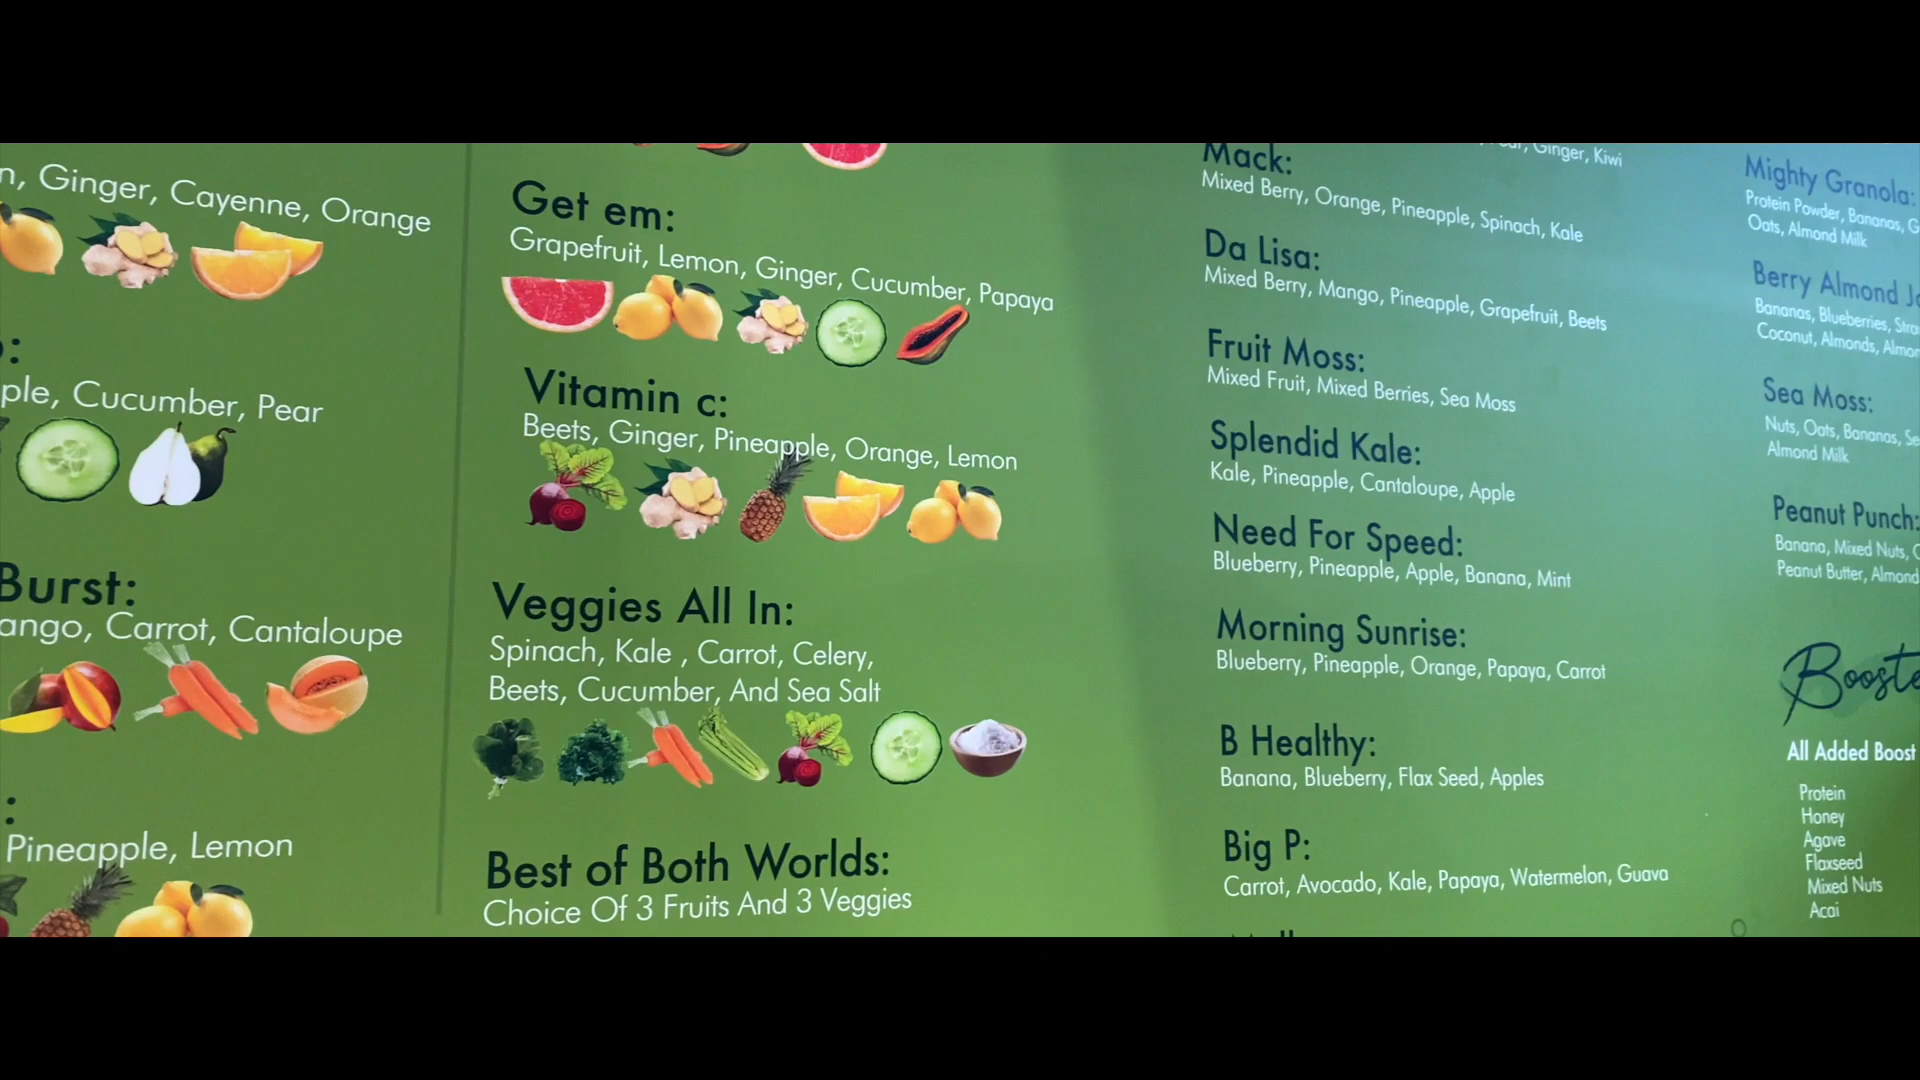 Ginger, Cayenne, Orange
Cucumber, Pear
Burst:
Carrot, Cantaloupe
Pineapple, Lemon
Get em:
Grapefruit, Lemon, Ginger, Cucumber, Papaya
Vitamin c:
Beets, Ginger, Pineapple, Orange, Lemon
Veggies All In:
Spinach, Kale , Carrot, Celery,
Beets, Cucumber, And Sea Salt
Best of Both Worlds:
Choice Of 3 Fruits And 3 Veggies
Ginger, Kiwi
Mack:
Mixed Berry, Orange, Pineapple, Spinach, Kale
Da Lisa:
Mixed Berry, Mango, Pineapple, Grapefruit, Beets
Fruit Moss:
Mixed Fruit, Mixed Berries, Sea Moss
Splendid Kale:
Kale, Pineapple, Cantaloupe, Apple
Need For Speed:
Blueberry, Pineapple, Apple, Banana, Mint
Morning Sunrise:
Blueberry, Pineapple, Orange, Papaya, Carrot
B Healthy:
Banana, Blueberry, Flax Seed, Apples
Big P:
Carrot, Avocado, Kale, Papaya, Watermelon, Guava
Mighty Granola:
Protein Powder, Bananas,
Oats, Almond Milk
Berry Almond
Bananas, Blueberries,
Coconut, Almonds,
Sea Moss:
Nuts, Oats, Bananas,
Almond Milk
Peanut Punch:
Banana, Mixed Nuts,
Peanut Butter, Almond
All Added Boost
Protein
Honey
Agave
Flaxseed
Mixed Nuts
Acai